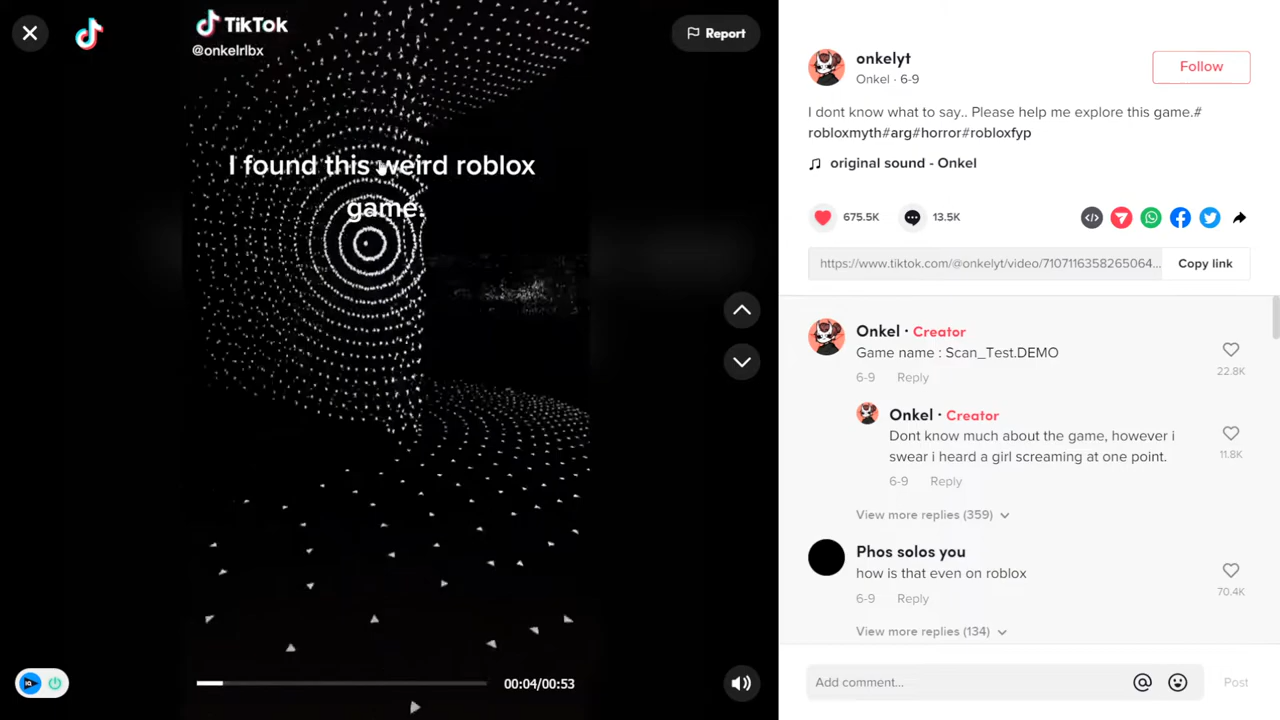 TikTok
@onkelrlbx
Report
I found this weird roblox
game.
00:04/00:53
onkelyt
Onkel · 6-9
Follow
I dont know what to say.. Please help me explore this game.#
robloxmyth#arg#horror#robloxfyp
original sound - Onkel
675.5K
13.5K
https://www.tiktok.com/@onkelyt/video/7107116358265064...
Copy link
Onkel · Creator
Game name : Scan_Test.DEMO
6-9 Reply
22.8K
Onkel · Creator
Dont know much about the game, however i
swear i heard a girl screaming at one point.
11.8K
6-9 Reply
View more replies (359)
Phos solos you
how is that even on roblox
70.4K
6-9 Reply
View more replies (134)
Add comment...
Post